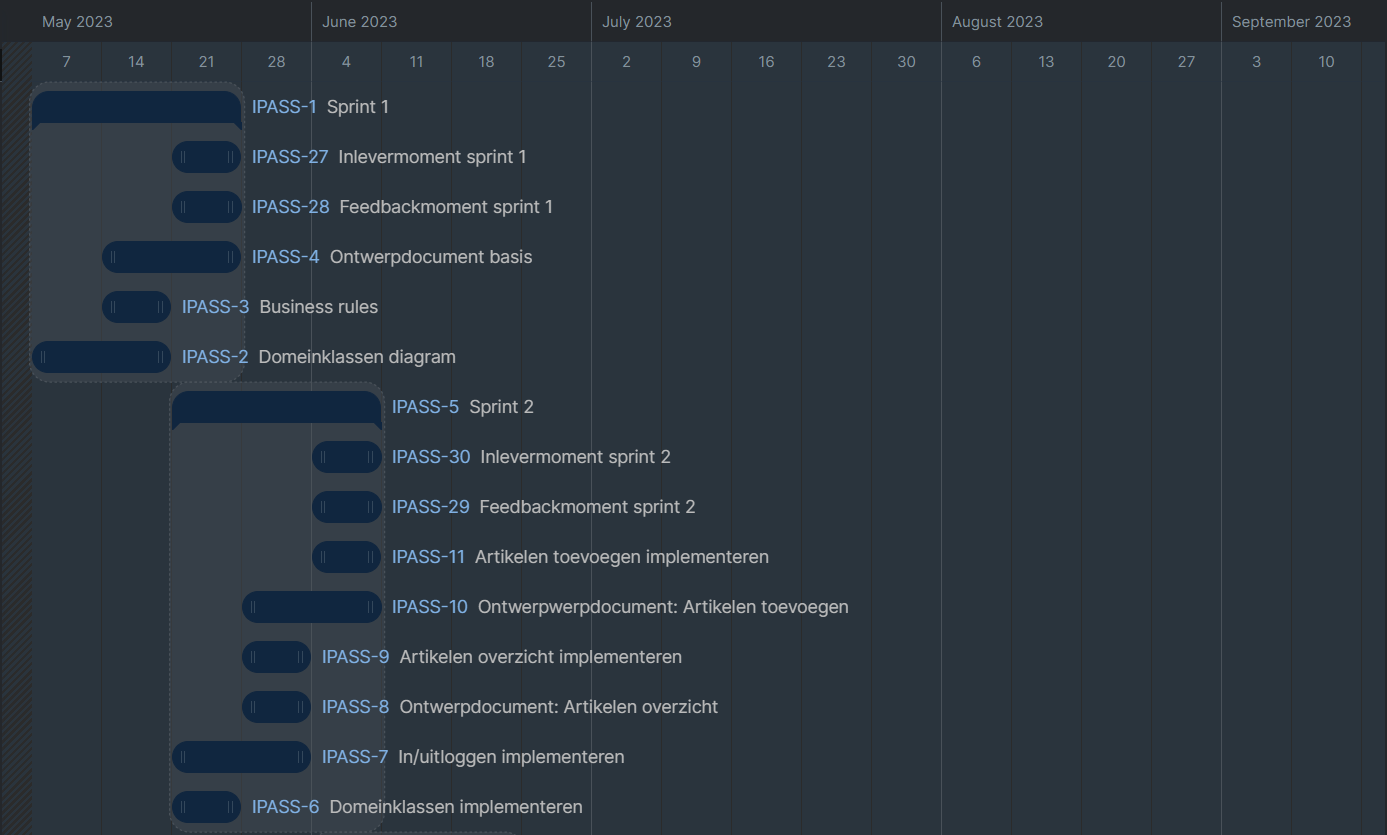 May 2023 June 2023 July 2023 August 2023 September 2023
7 14 21 28 4 11 18 25 2 9 16 23 30 6 13 20 27 3 10
IPASS-1 Sprint 1
IPASS-27 Inlevermoment sprint 1
IPASS-28 Feedbackmoment sprint 1
IPASS-4 Ontwerpdocument basis
IPASS-3 Business rules
IPASS-2 Domeinklassen diagram
IPASS-5 Sprint 2
IPASS-30 Inlevermoment sprint 2
IPASS-29 Feedbackmoment sprint 2
IPASS-11 Artikelen toevoegen implementeren
IPASS-10 Ontwerpwerpdocument: Artikelen toevoegen
IPASS-9 Artikelen overzicht implementeren
IPASS-8 Ontwerpdocument: Artikelen overzicht
IPASS-7 In/uitloggen implementeren
IPASS-6 Domeinklassen implementeren